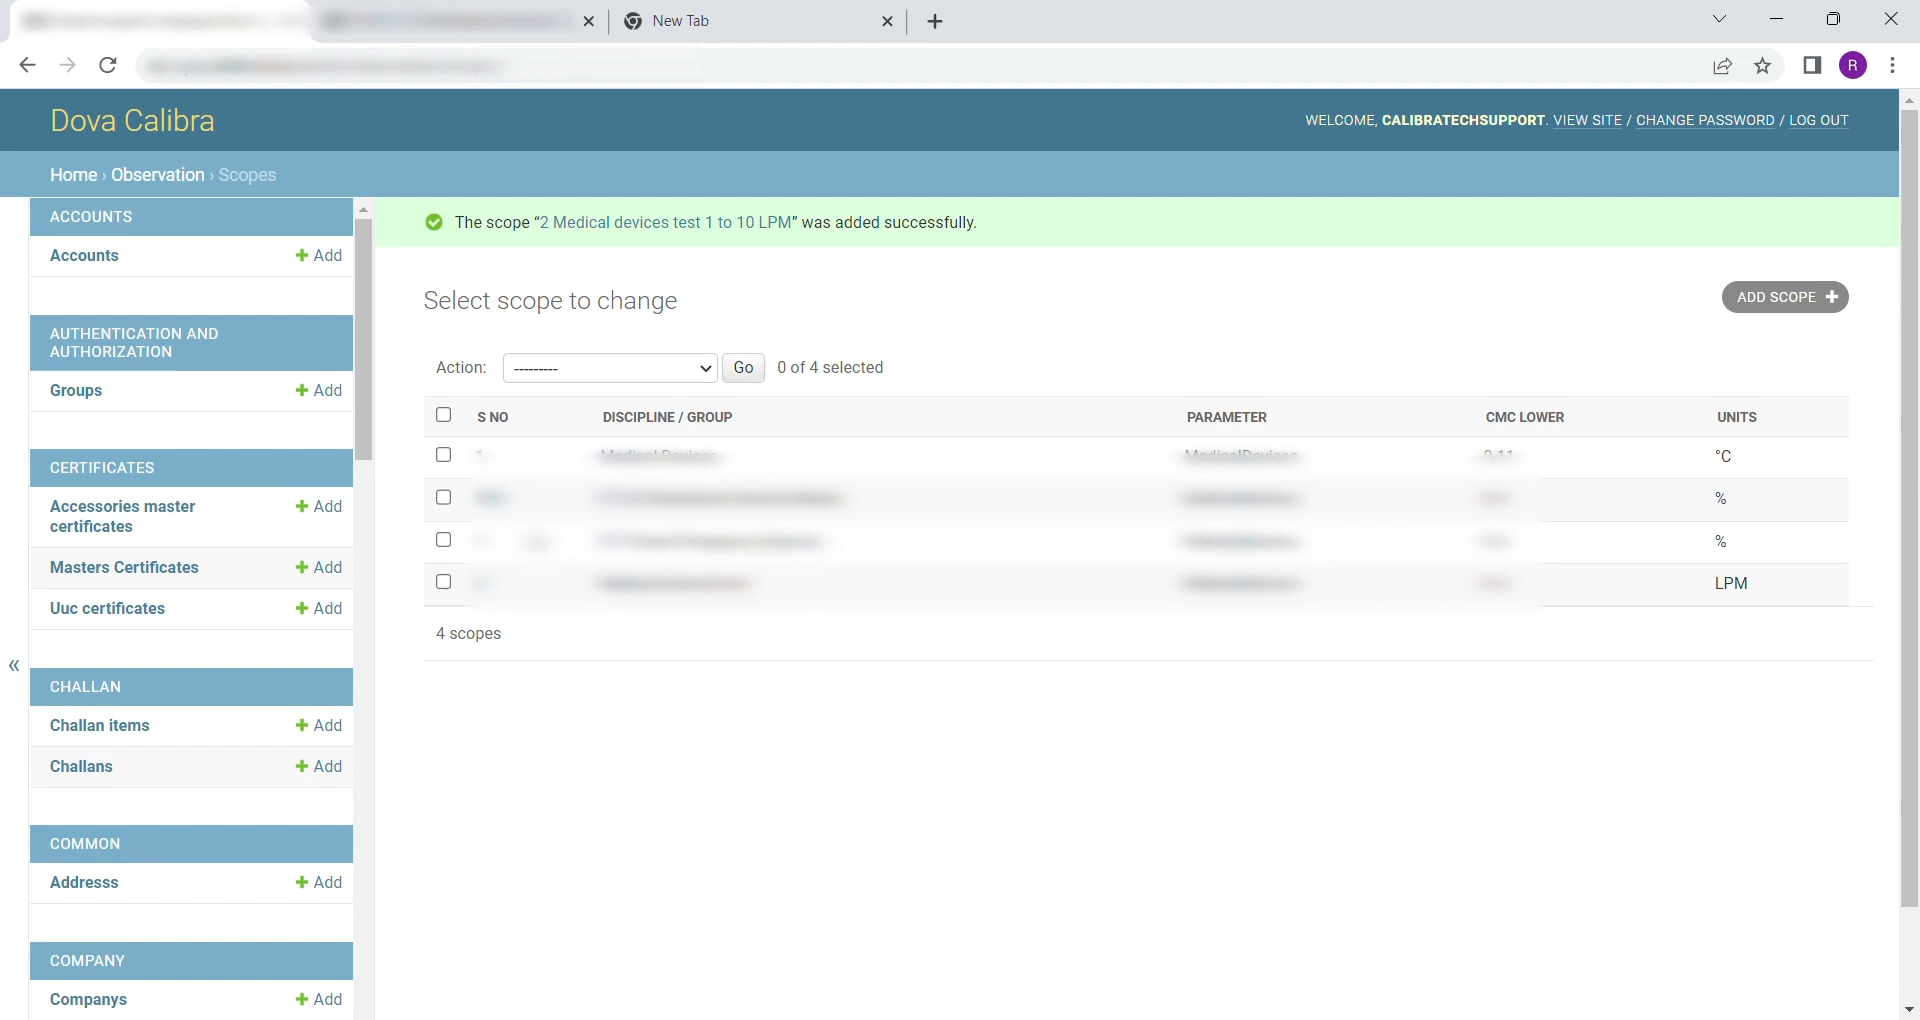 New Tab
R
Dova Calibra
WELCOME, CALIBRATECHSUPPORT. VIEW SITE / CHANGE PASSWORD / LOG OUT
Home › Observation › Scopes
ACCOUNTS
Accounts + Add
AUTHENTICATION AND
AUTHORIZATION
Groups + Add
CERTIFICATES
Accessories master + Add
certificates
Masters Certificates + Add
Uuc certificates + Add
CHALLAN
Challan items + Add
Challans + Add
COMMON
Addresss + Add
COMPANY
Companys + Add
The scope “2 Medical devices test 1 to 10 LPM” was added successfully.
Select scope to change
ADD SCOPE +
Action: --------- Go 0 of 4 selected
S NO DISCIPLINE / GROUP PARAMETER CMC LOWER UNITS
°C
%
%
LPM
4 scopes